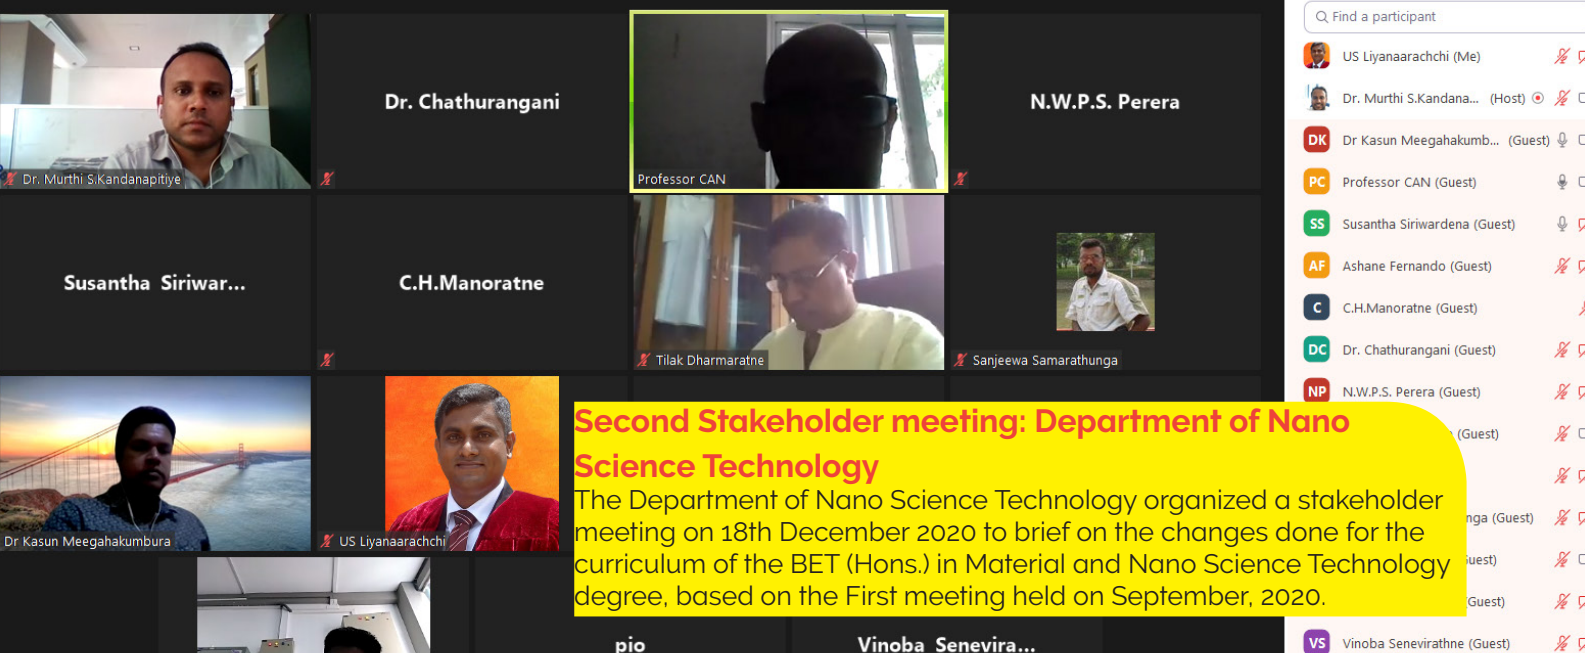 Find a participant
Dr. Murthi S.Kandanapitiye
Dr. Chathurangani
Professor CAN
N.W.P.S. Perera
Susantha Siriwar...
C.H.Manoratne
Tilak Dharmaratne
Sanjeewa Samarathunga
Dr Kasun Meegahakumbura
US Liyanaarachchi
pio
Vinoba Senevira...
Second Stakeholder meeting: Department of Nano
Science Technology
The Department of Nano Science Technology organized a stakeholder
meeting on 18th December 2020 to brief on the changes done for the
curriculum of the BET (Hons.) in Material and Nano Science Technology
degree, based on the First meeting held on September, 2020.
US Liyanaarachchi (Me)
Dr. Murthi S.Kandana... (Host)
DK Dr Kasun Meegahakumb... (Guest)
PC Professor CAN (Guest)
SS Susantha Siriwardena (Guest)
AF Ashane Fernando (Guest)
C C.H.Manoratne (Guest)
DC Dr. Chathurangani (Guest)
NP N.W.P.S. Perera (Guest)
(Guest)
nga (Guest)
uest)
Guest)
VS Vinoba Senevirathne (Guest)